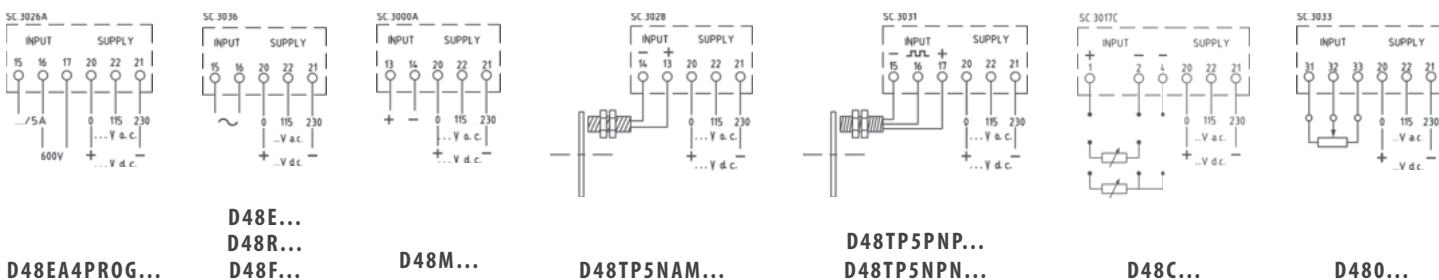 SC.3026A
INPUT SUPPLY
15 16 17 20 22 21
.../5A 0 115 230
...V a.c.
600V + −
...V d.c.
D48EA4PROG...
SC.3036
INPUT SUPPLY
15 16 20 22 21
~ 0 115 230
...V a.c.
+ −
...V d.c.
D48E...
D48R...
D48F...
SC.3000A
INPUT SUPPLY
13 14 20 22 21
+ − 0 115 230
...V a.c.
+ −
...V d.c.
D48M...
SC.3028
INPUT SUPPLY
− +
14 13 20 22 21
0 115 230
...V a.c.
+ −
...V d.c.
D48TP5NAM...
SC.3031
INPUT SUPPLY
− +
15 16 17 20 22 21
0 115 230
...V a.c.
+ −
...V d.c.
D48TP5PNP...
D48TP5NPN...
SC.3017C
INPUT SUPPLY
+ − −
1 2 4 20 22 21
0 115 230
...V a.c.
+ −
...V d.c.
D48C...
SC.3033
INPUT SUPPLY
31 32 33 20 22 21
0 115 230
...V a.c.
+ −
...V d.c.
D480...